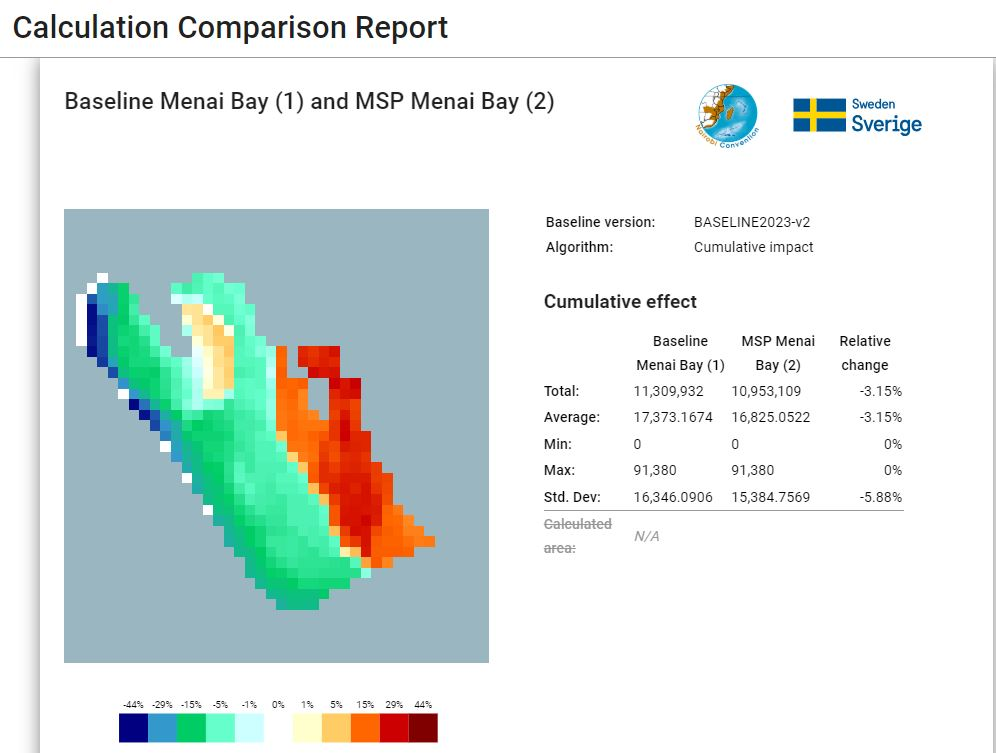 Calculation Comparison Report
Baseline Menai Bay (1) and MSP Menai Bay (2)
Nairobi Convention
Sweden
Sverige
Baseline version: BASELINE2023-v2
Algorithm: Cumulative impact
Cumulative effect
Baseline MSP Menai Relative
Menai Bay (1) Bay (2) change
Total: 11,309,932 10,953,109 -3.15%
Average: 17,373.1674 16,825.0522 -3.15%
Min: 0 0 0%
Max: 91,380 91,380 0%
Std. Dev: 16,346.0906 15,384.7569 -5.88%
Calculated
area: N/A
-44% -29% -15% -5% -1% 0% 1% 5% 15% 29% 44%